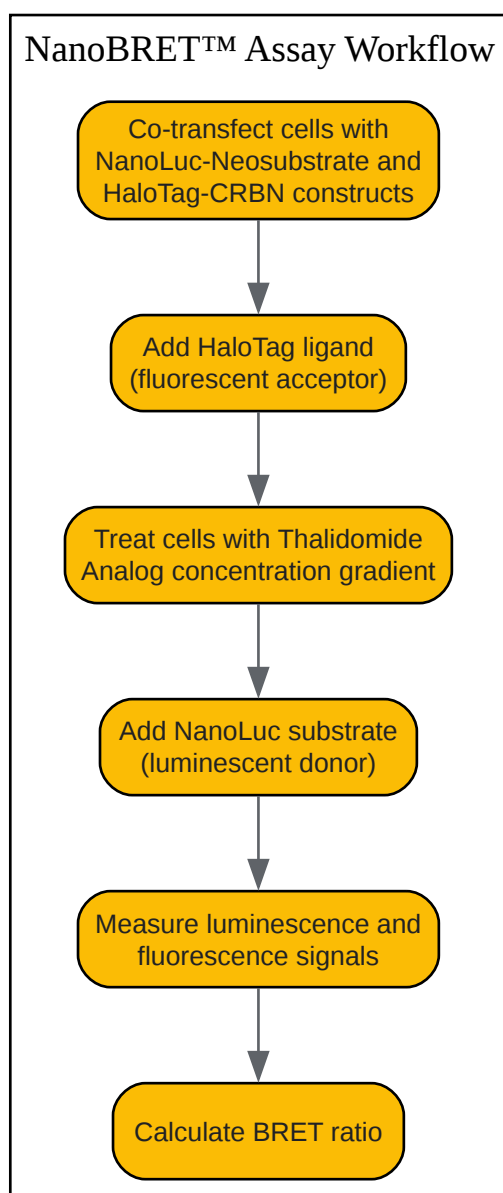 NanoBRET™ Assay Workflow
Co-transfect cells with
NanoLuc-Neosubstrate and
HaloTag-CRBN constructs
Add HaloTag ligand
(fluorescent acceptor)
Treat cells with Thalidomide
Analog concentration gradient
Add NanoLuc substrate
(luminescent donor)
Measure luminescence and
fluorescence signals
Calculate BRET ratio